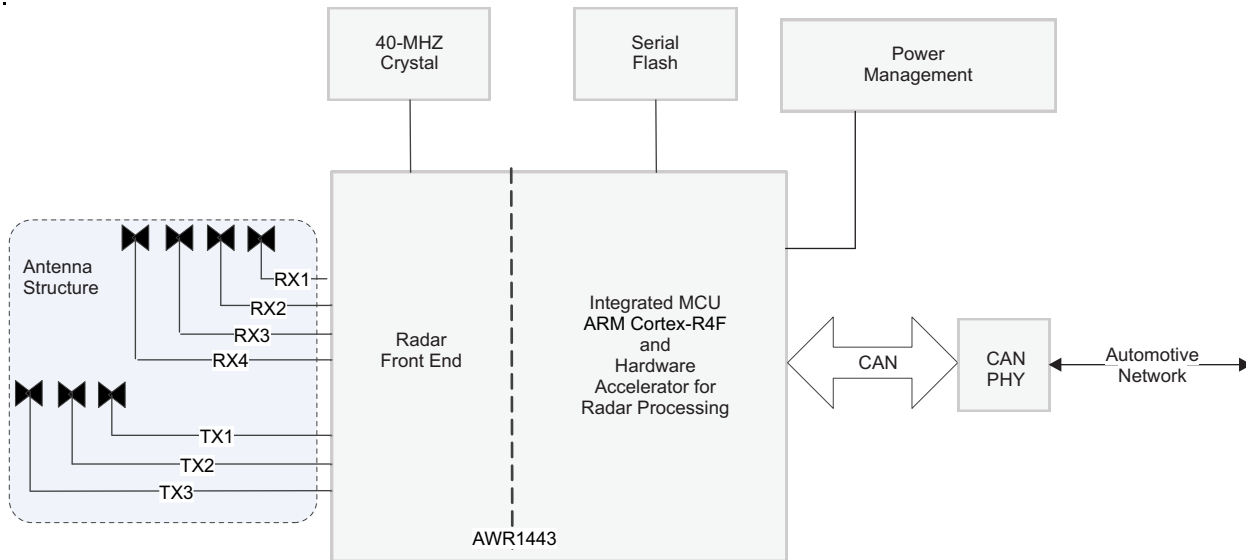 40-MHZ
Crystal
Serial
Flash
Power
Management
Antenna
Structure
RX1
RX2
RX3
RX4
TX1
TX2
TX3
Radar
Front End
Integrated MCU
ARM Cortex-R4F
and
Hardware
Accelerator for
Radar Processing
CAN
CAN
PHY
Automotive
Network
AWR1443